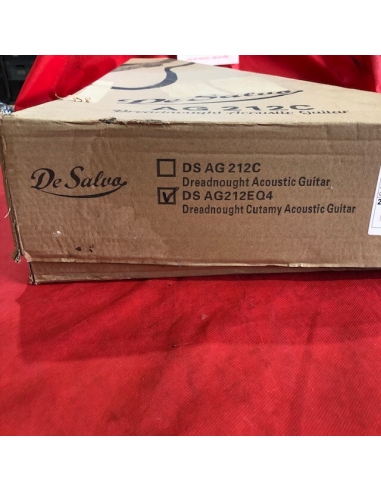 De Salvo
AG 212C
Dreadnought Acoustic Guitar
De Salvo
DS AG 212C
Dreadnought Acoustic Guitar
DS AG212EQ4
Dreadnought Cutamy Acoustic Guitar